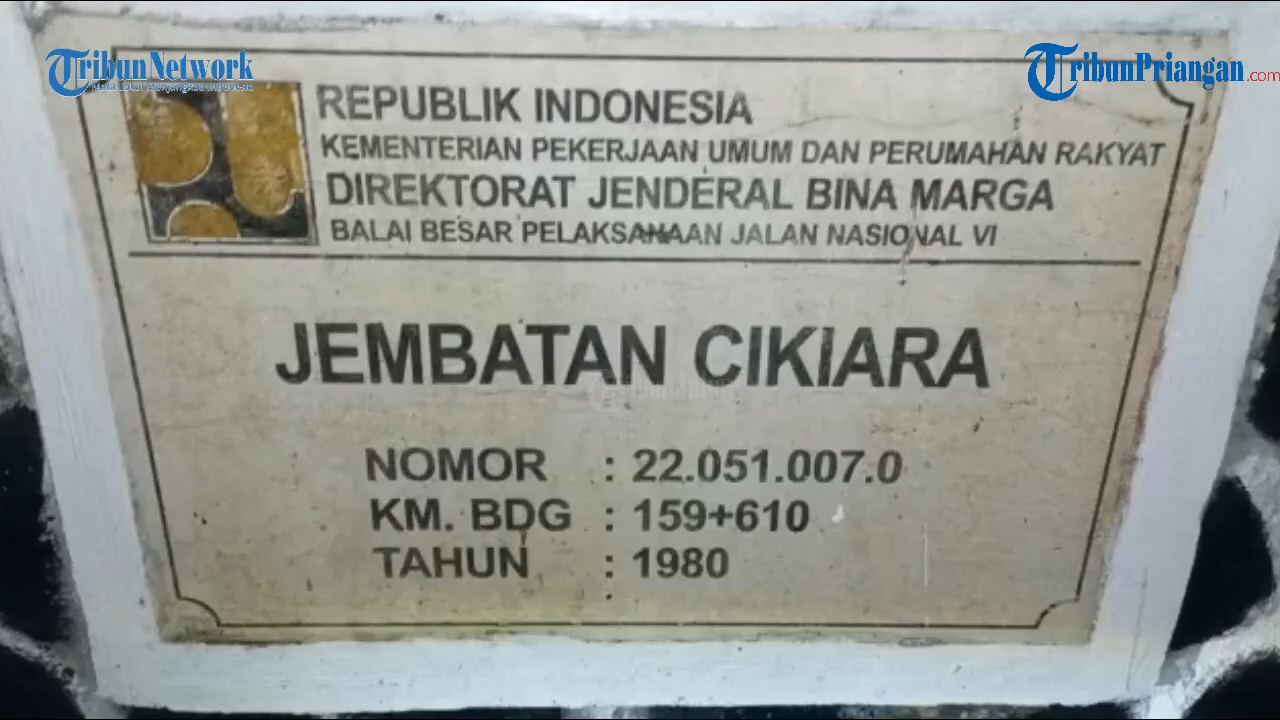 TribunNetwork
TribunPriangan.com
REPUBLIK INDONESIA
KEMENTERIAN PEKERJAAN UMUM DAN PERUMAHAN RAKYAT
DIREKTORAT JENDERAL BINA MARGA
BALAI BESAR PELAKSANAAN JALAN NASIONAL VI
JEMBATAN CIKIARA
NOMOR : 22.051.007.0
KM. BDG : 159+610
TAHUN : 1980